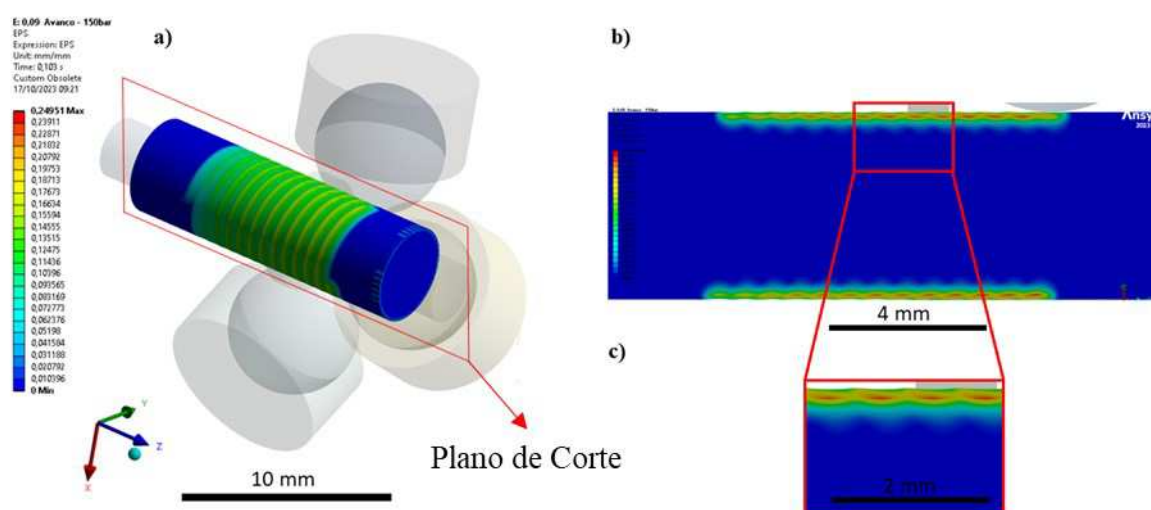 E: 0.09 Avanco - 150bar
EPS
Expression: EPS
Unit: mm/mm
Time: 0,103 s
Custom Obsolete
17/10/2023 09:21
0,24951 Max
0,23911
0,22871
0,21832
0,20792
0,19753
0,18713
0,17673
0,16634
0,15594
0,14555
0,13515
0,12475
0,11436
0,10396
0,093565
0,083169
0,072773
0,062376
0,05198
0,041584
0,031188
0,020792
0,010396
0 Min
a)
Y
Z
X
10 mm
Plano de Corte
b)
Ansy
2023
4 mm
c)
2 mm